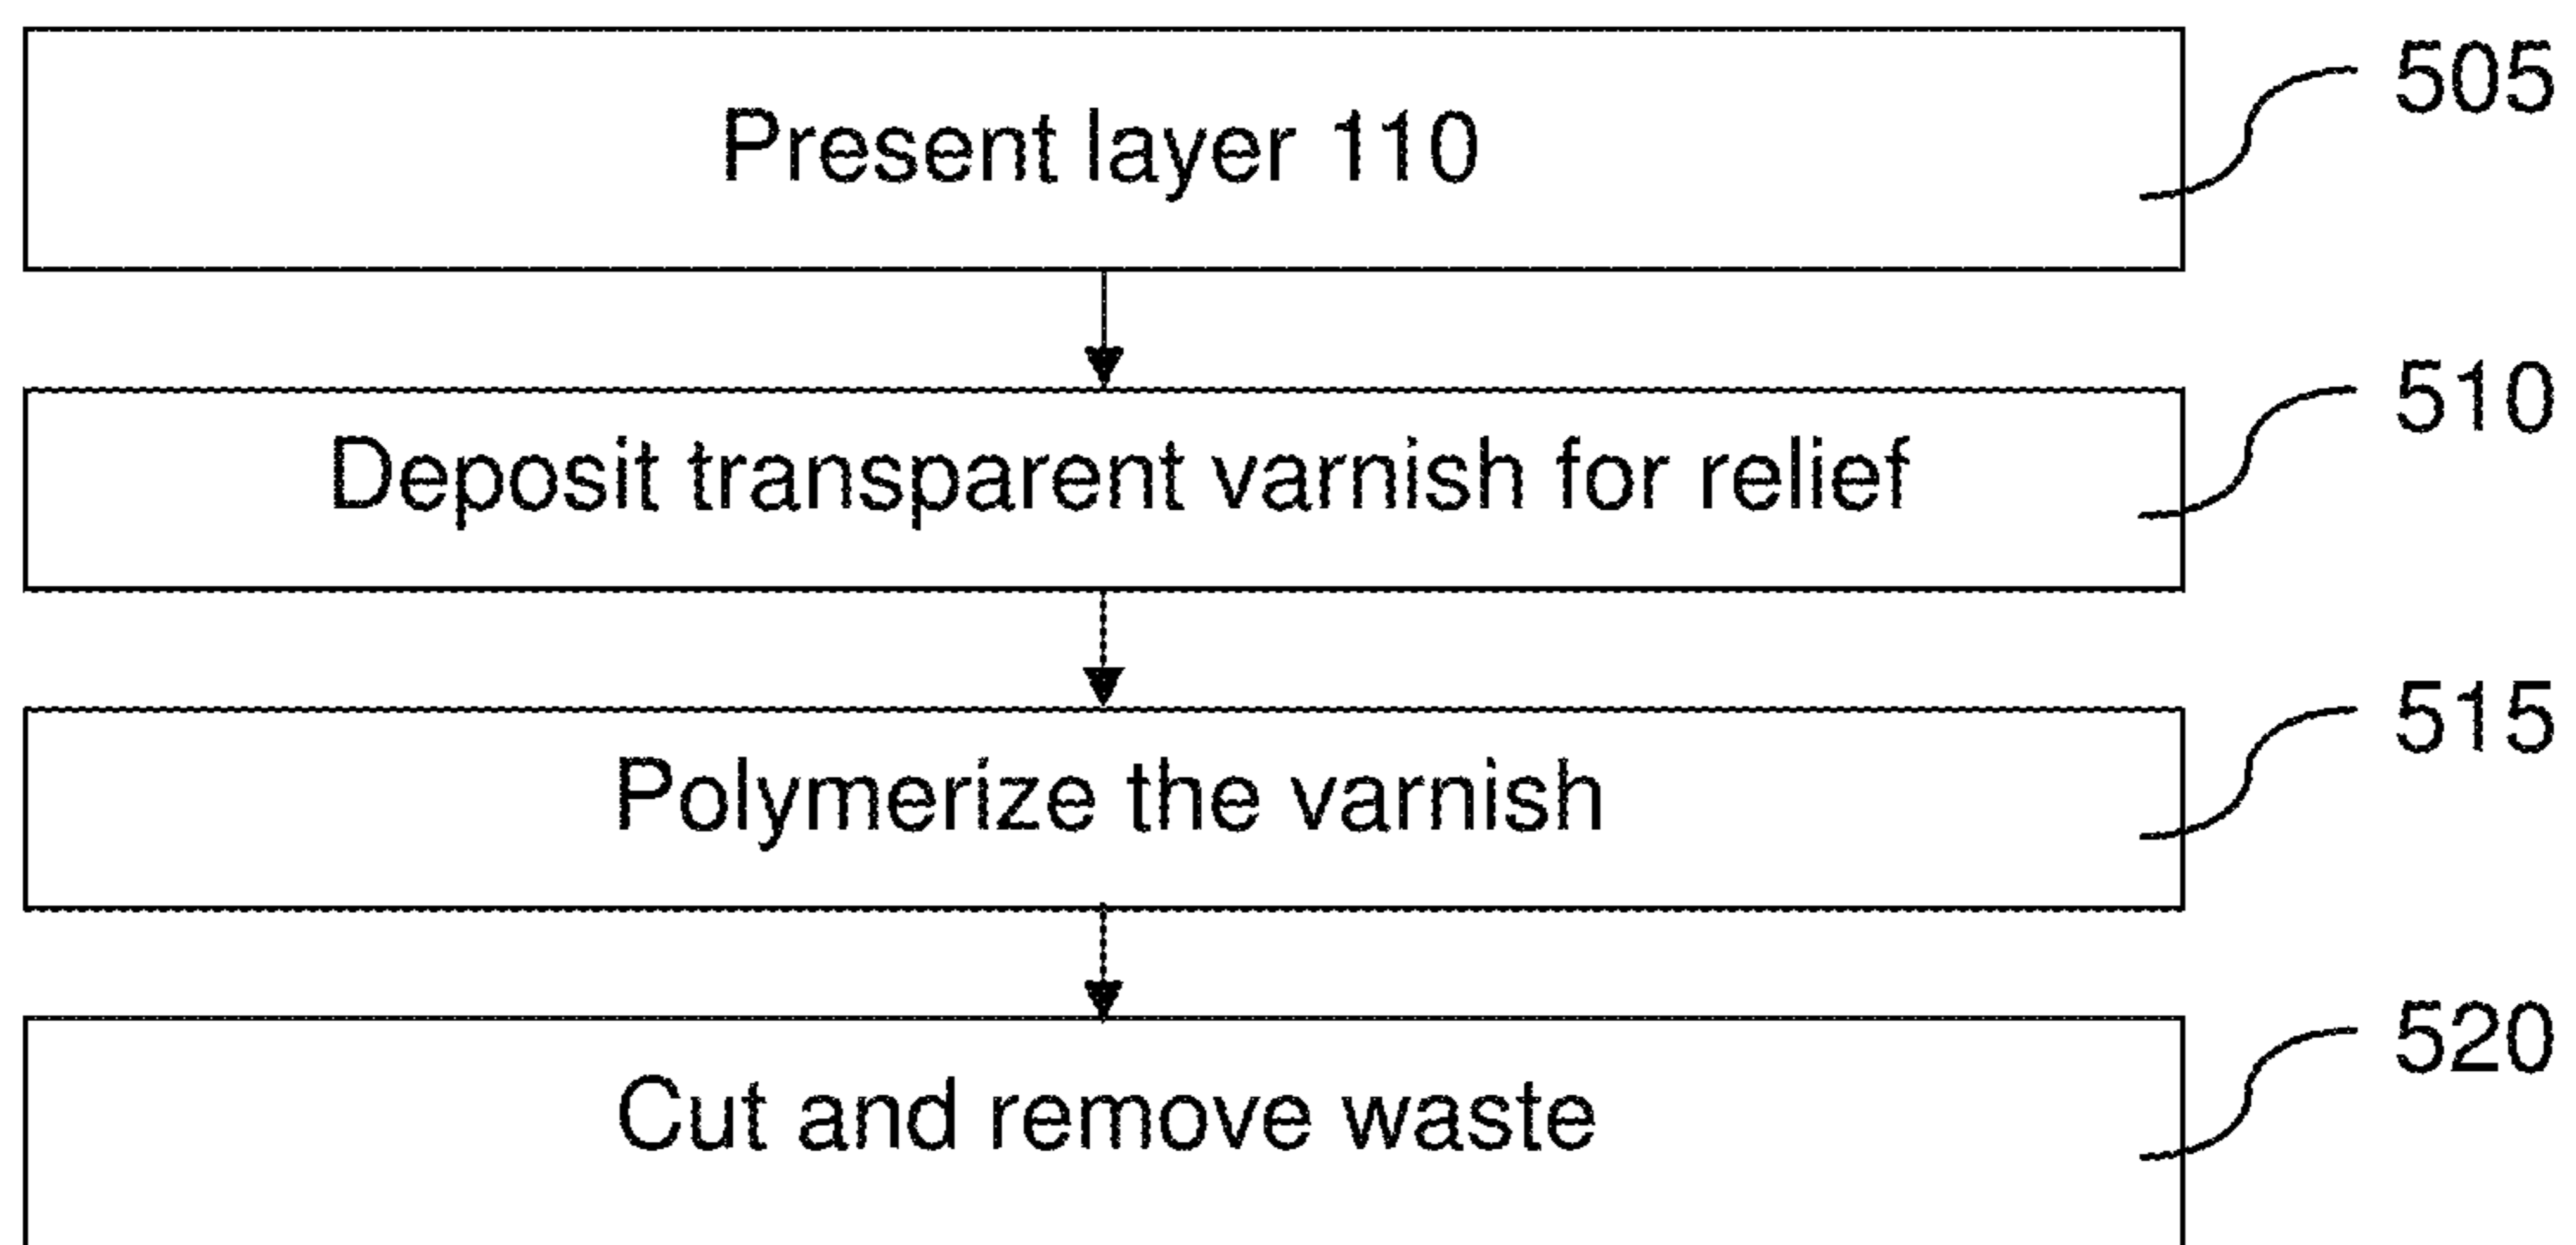 Present layer 110
505
Deposit transparent varnish for relief
510
Polymerize the varnish
515
Cut and remove waste
520